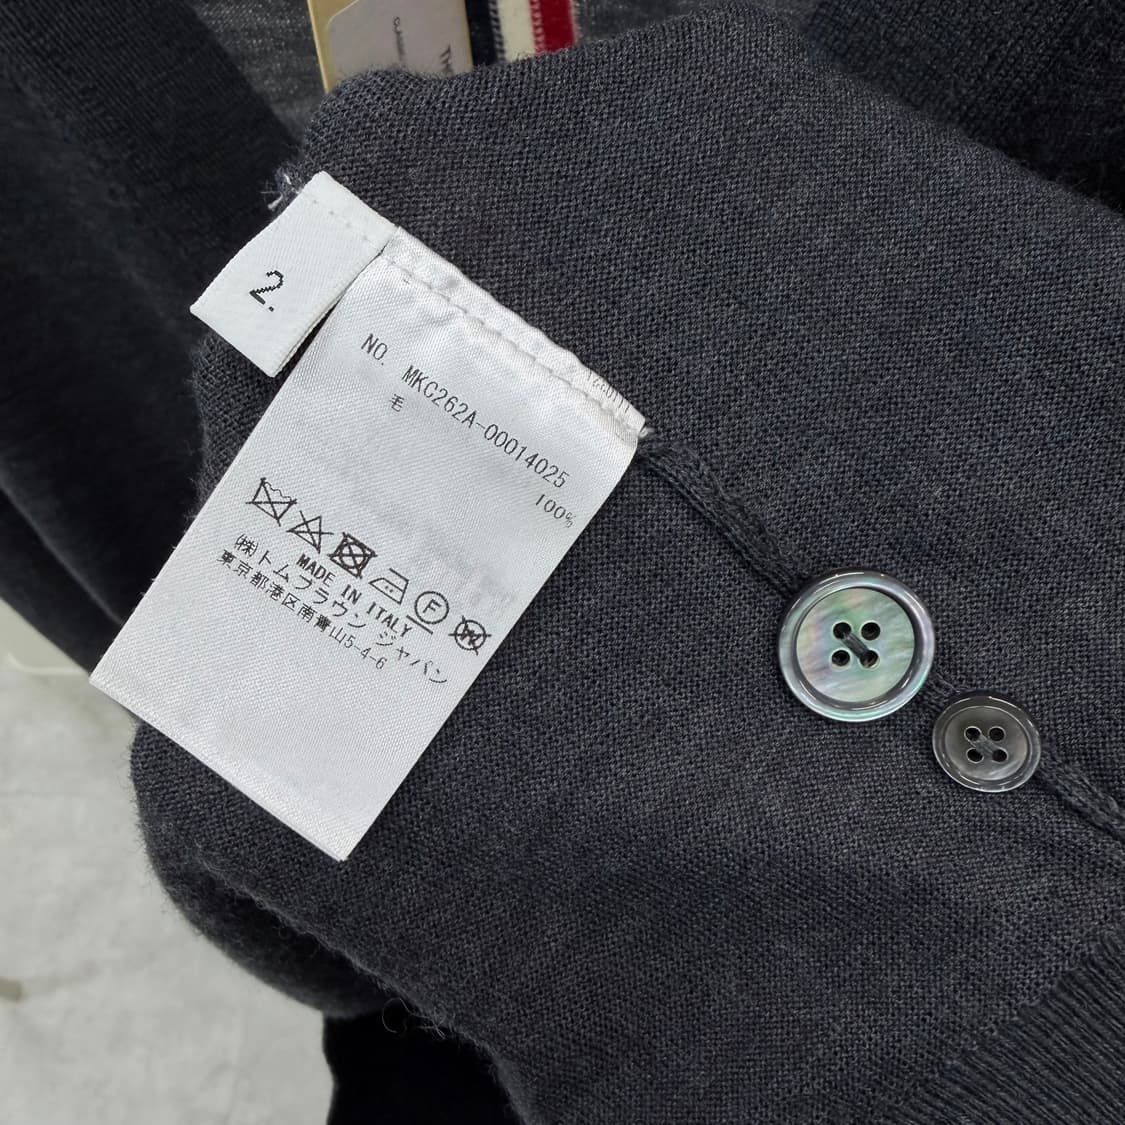 2.
NO. MKC262A-00014025
毛 100%
MADE IN ITALY
(株)トムブラウン ジャパン
東京都港区南青山5-4-6
F